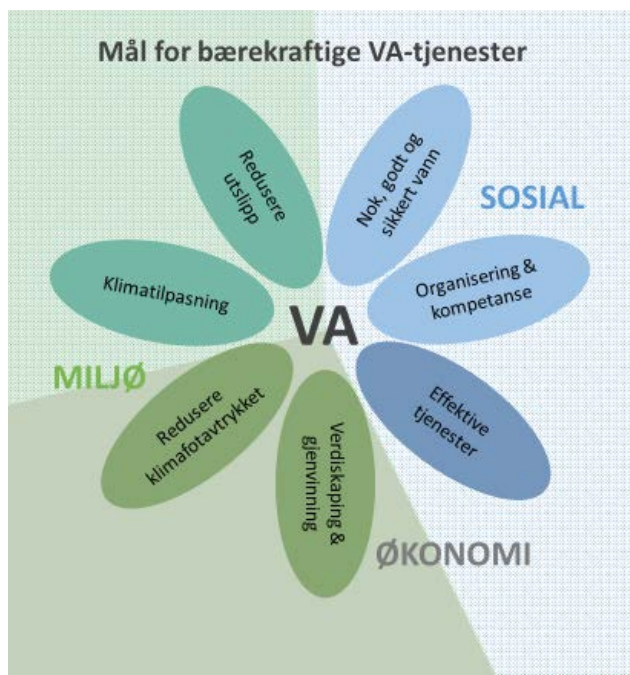 Mål for bærekraftige VA-tjenester
Redusere
utslipp
Nok, godt og
sikkert vann
SOSIAL
Klimatilpasning
Organisering &
kompetanse
VA
MILJØ
Redusere
klimafotavtrykket
Verdiskaping &
gjenvinning
Effektive
tjenester
ØKONOMI